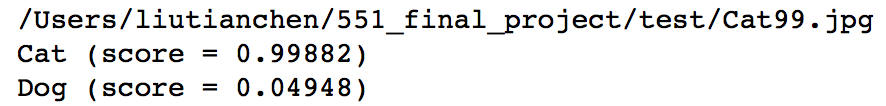 /Users/liutianchen/551_final_project/test/Cat99.jpg
Cat (score = 0.99882)
Dog (score = 0.04948)